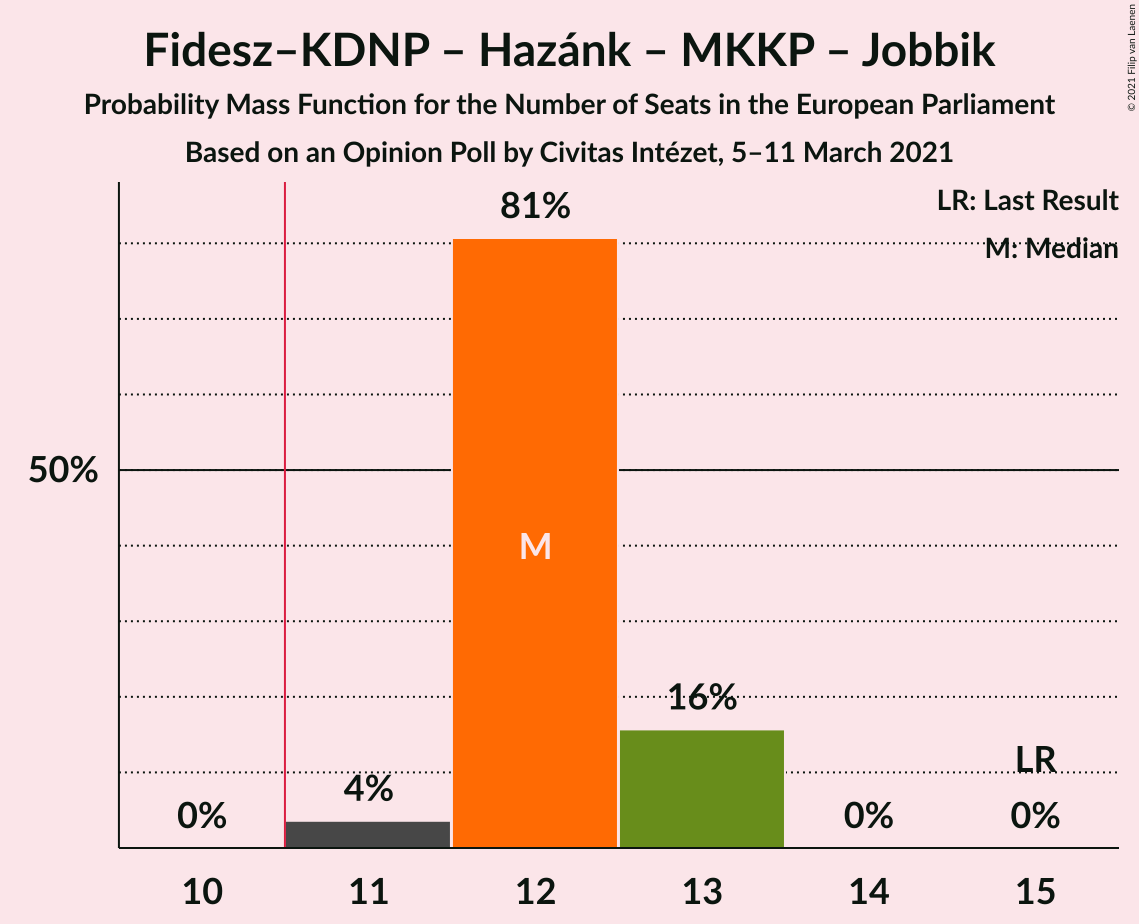 Fidesz–KDNP – Hazánk – MKKP – Jobbik
Probability Mass Function for the Number of Seats in the European Parliament
Based on an Opinion Poll by Civitas Intézet, 5–11 March 2021
© 2021 Filip van Laenen
LR: Last Result
M: Median
81%
50%
M
16%
LR
4%
0%
0%
0%
10
11
12
13
14
15